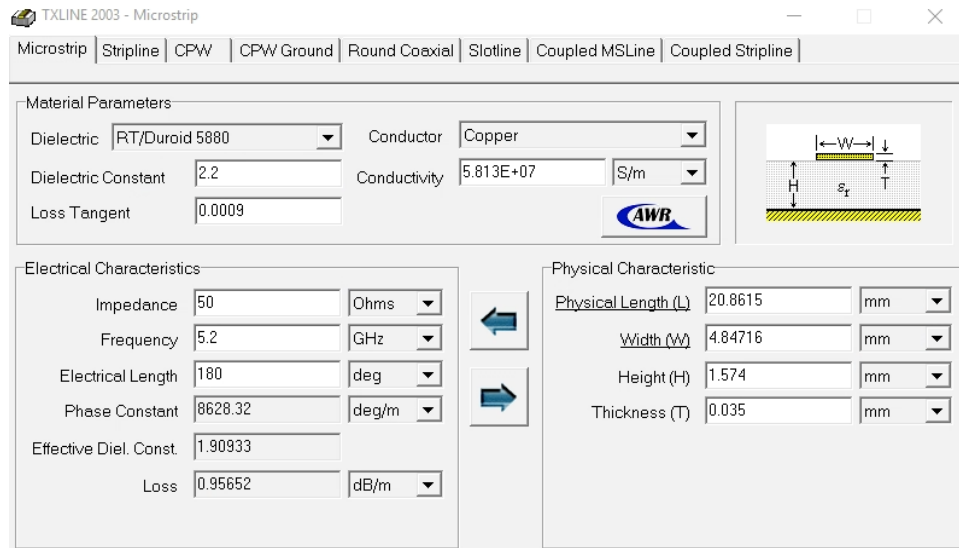 TXLINE 2003 - Microstrip
Microstrip Stripline CPW CPW Ground Round Coaxial Slotline Coupled MSLine Coupled Stripline
Material Parameters
Dielectric RT/Duroid 5880 Conductor Copper
Dielectric Constant 2.2 Conductivity 5.813E+07 S/m
Loss Tangent 0.0009 AWR
W
H εr T
Electrical Characteristics
Impedance 50 Ohms
Frequency 5.2 GHz
Electrical Length 180 deg
Phase Constant 8628.32 deg/m
Effective Diel. Const. 1.90933
Loss 0.95652 dB/m
Physical Characteristic
Physical Length (L) 20.8615 mm
Width (W) 4.84716 mm
Height (H) 1.574 mm
Thickness (T) 0.035 mm